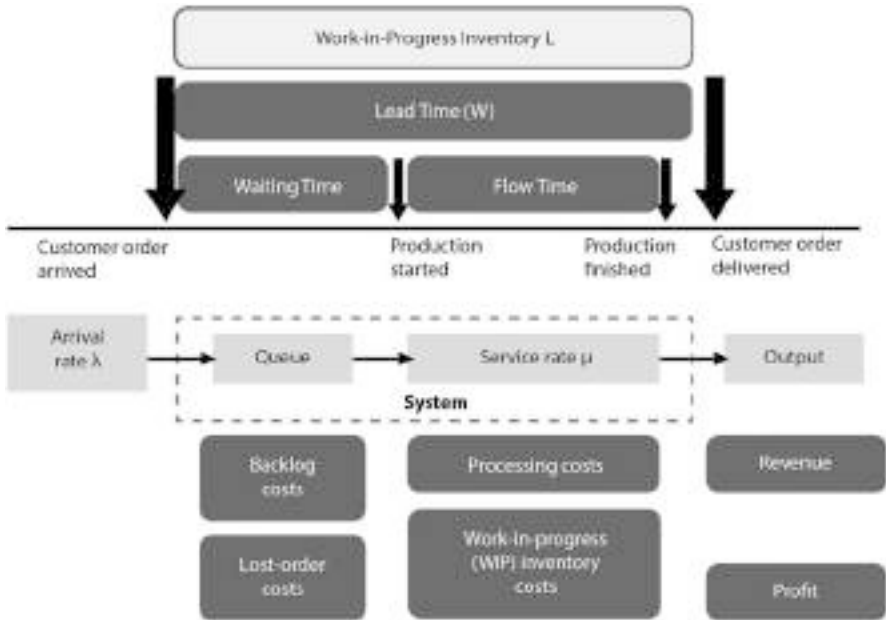 Work-in-Progress Inventory L
Lead Time (W)
Waiting Time
Flow Time
Customer order
arrived
Production
started
Production
finished
Customer order
delivered
Arrival
rate λ
Queue
Service rate μ
Output
System
Backlog
costs
Processing costs
Revenue
Lost-order
costs
Work-in-progress
(WIP) inventory
costs
Profit